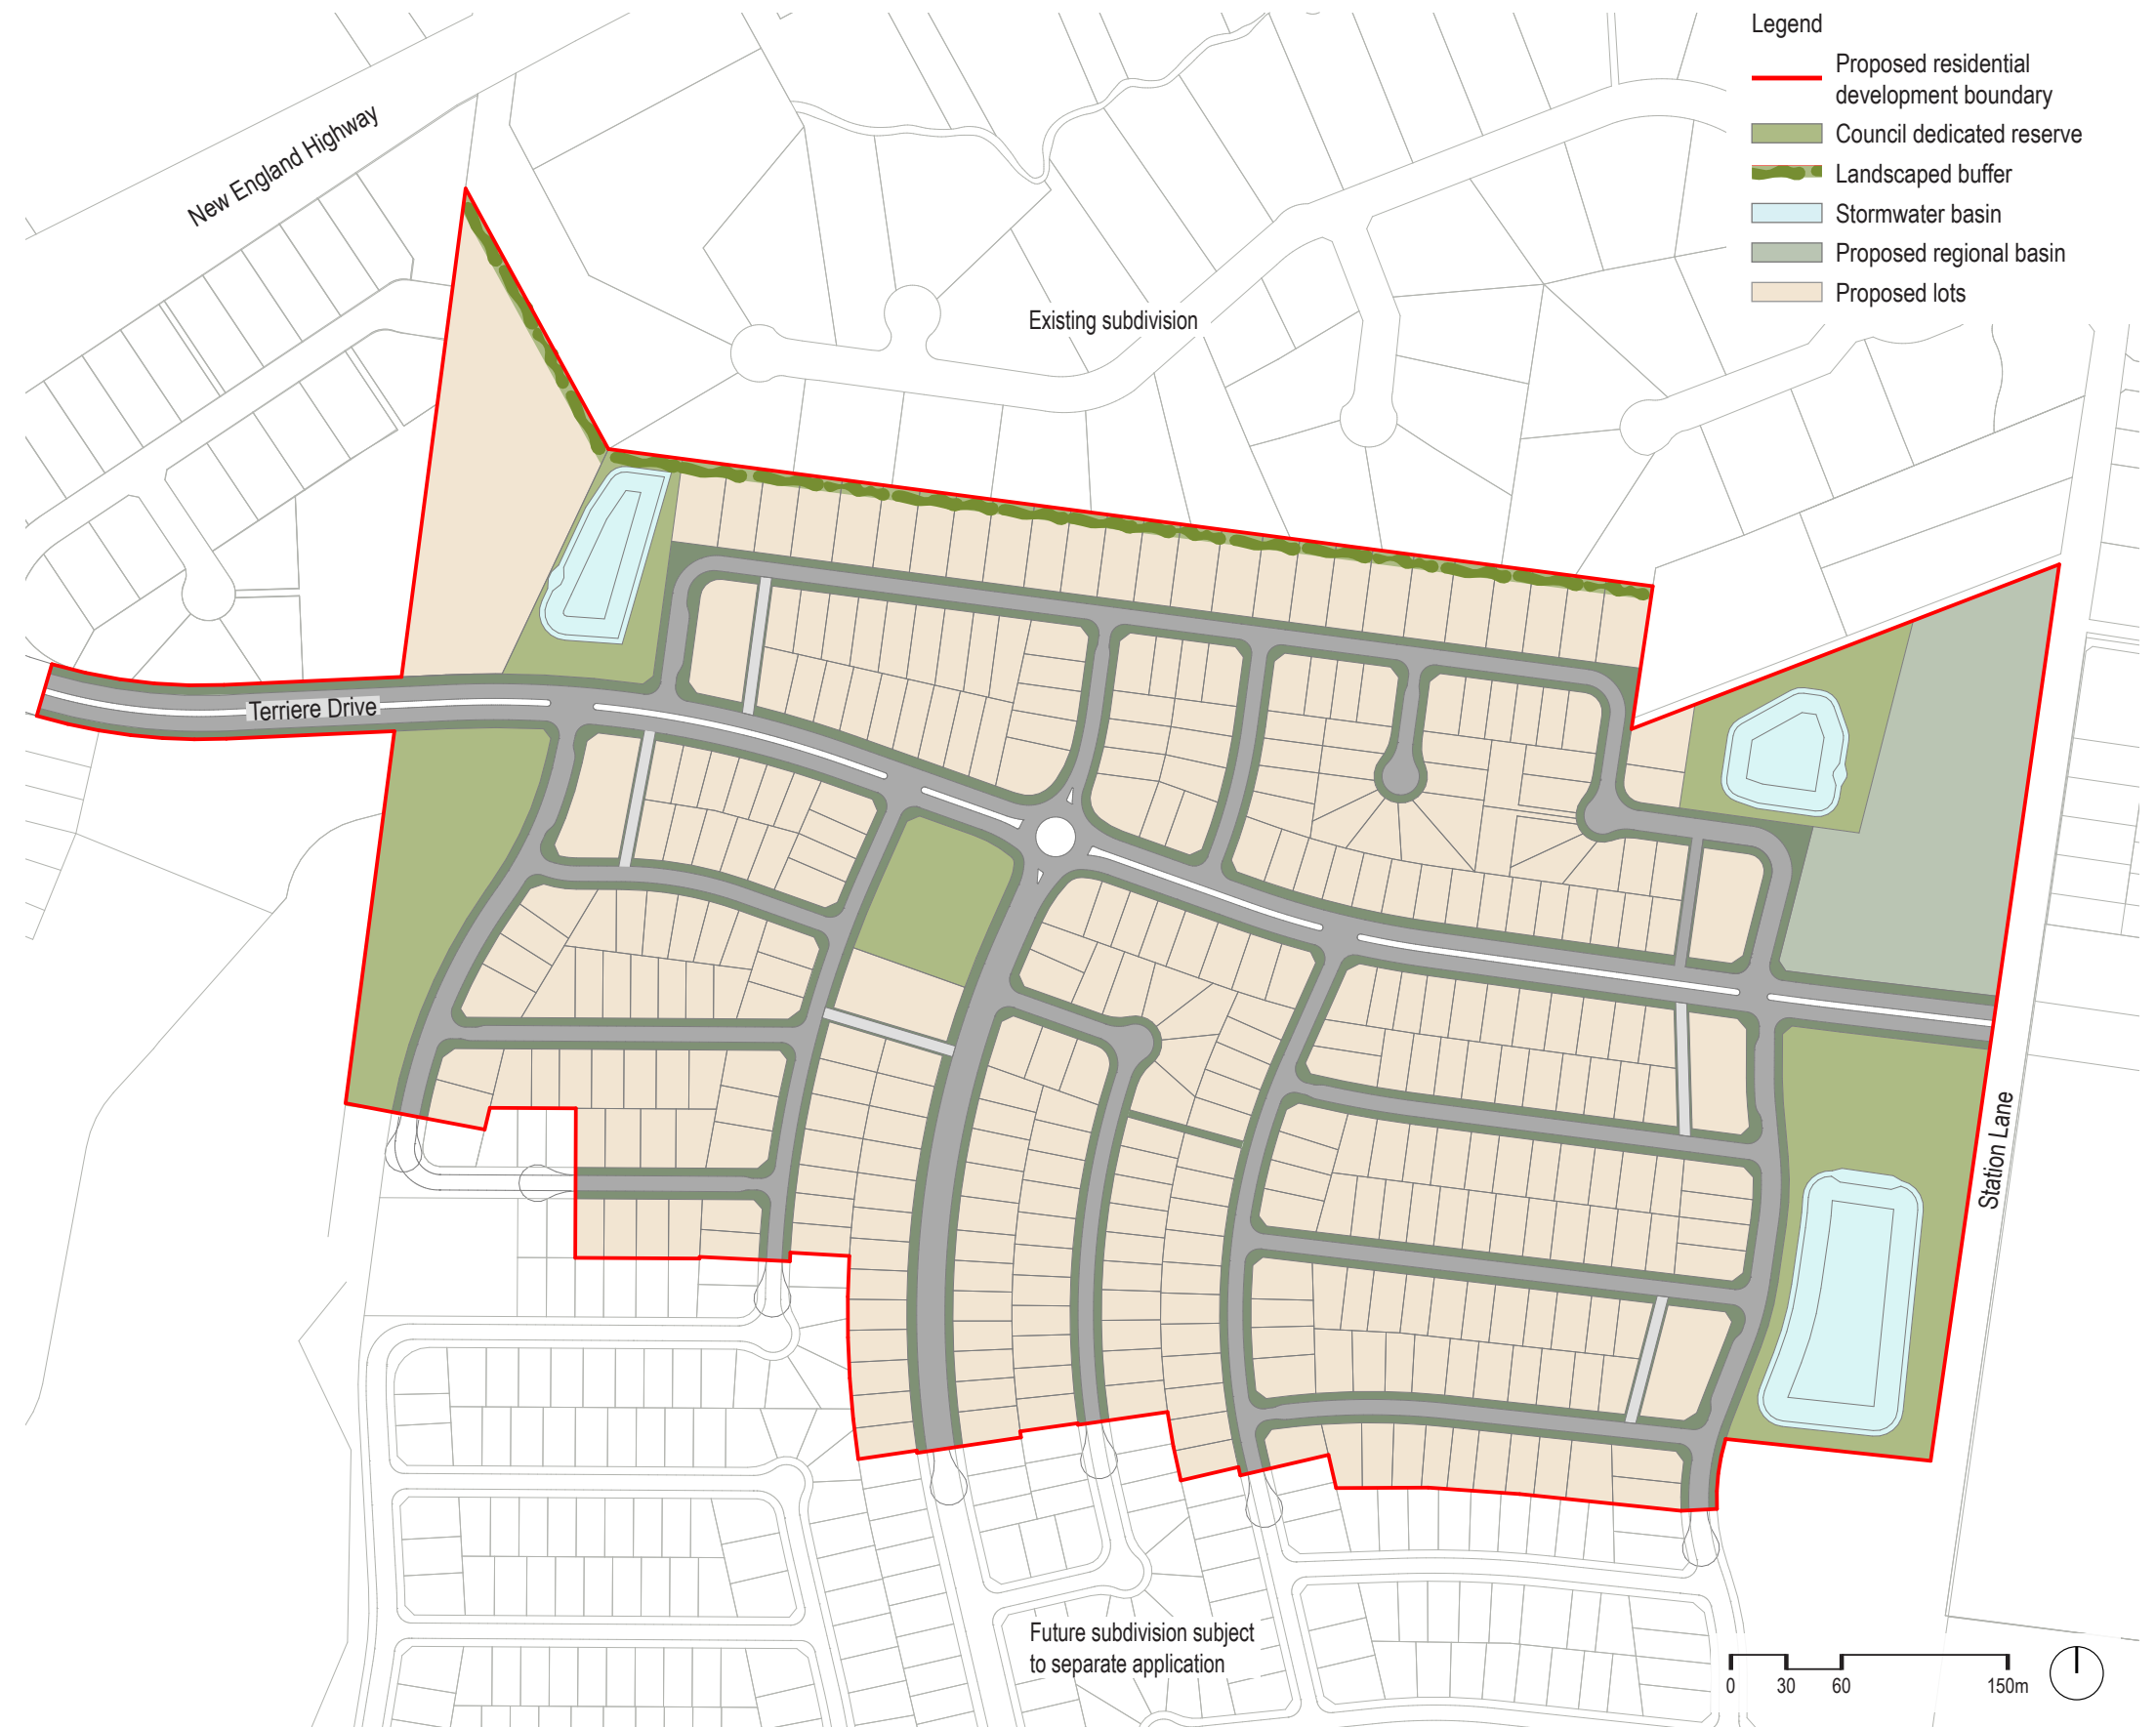 Legend
Proposed residential
development boundary
Council dedicated reserve
Landscaped buffer
Stormwater basin
Proposed regional basin
Proposed lots
New England Highway
Existing subdivision
Terriere Drive
Station Lane
Future subdivision subject
to separate application
0 30 60 150m